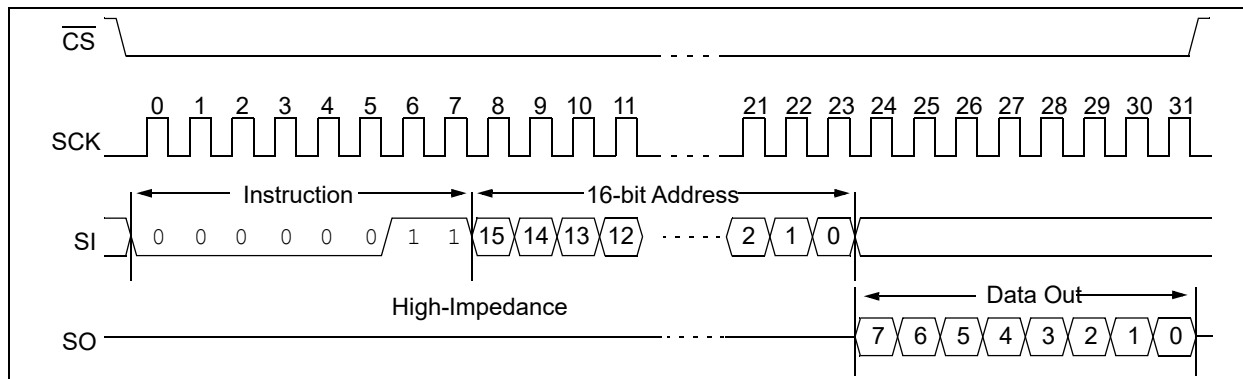 CS
0 1 2 3 4 5 6 7 8 9 10 11 21 22 23 24 25 26 27 28 29 30 31
SCK
Instruction 16-bit Address
SI 0 0 0 0 0 0 1 1 15 14 13 12 2 1 0
Data Out
High-Impedance
SO 7 6 5 4 3 2 1 0